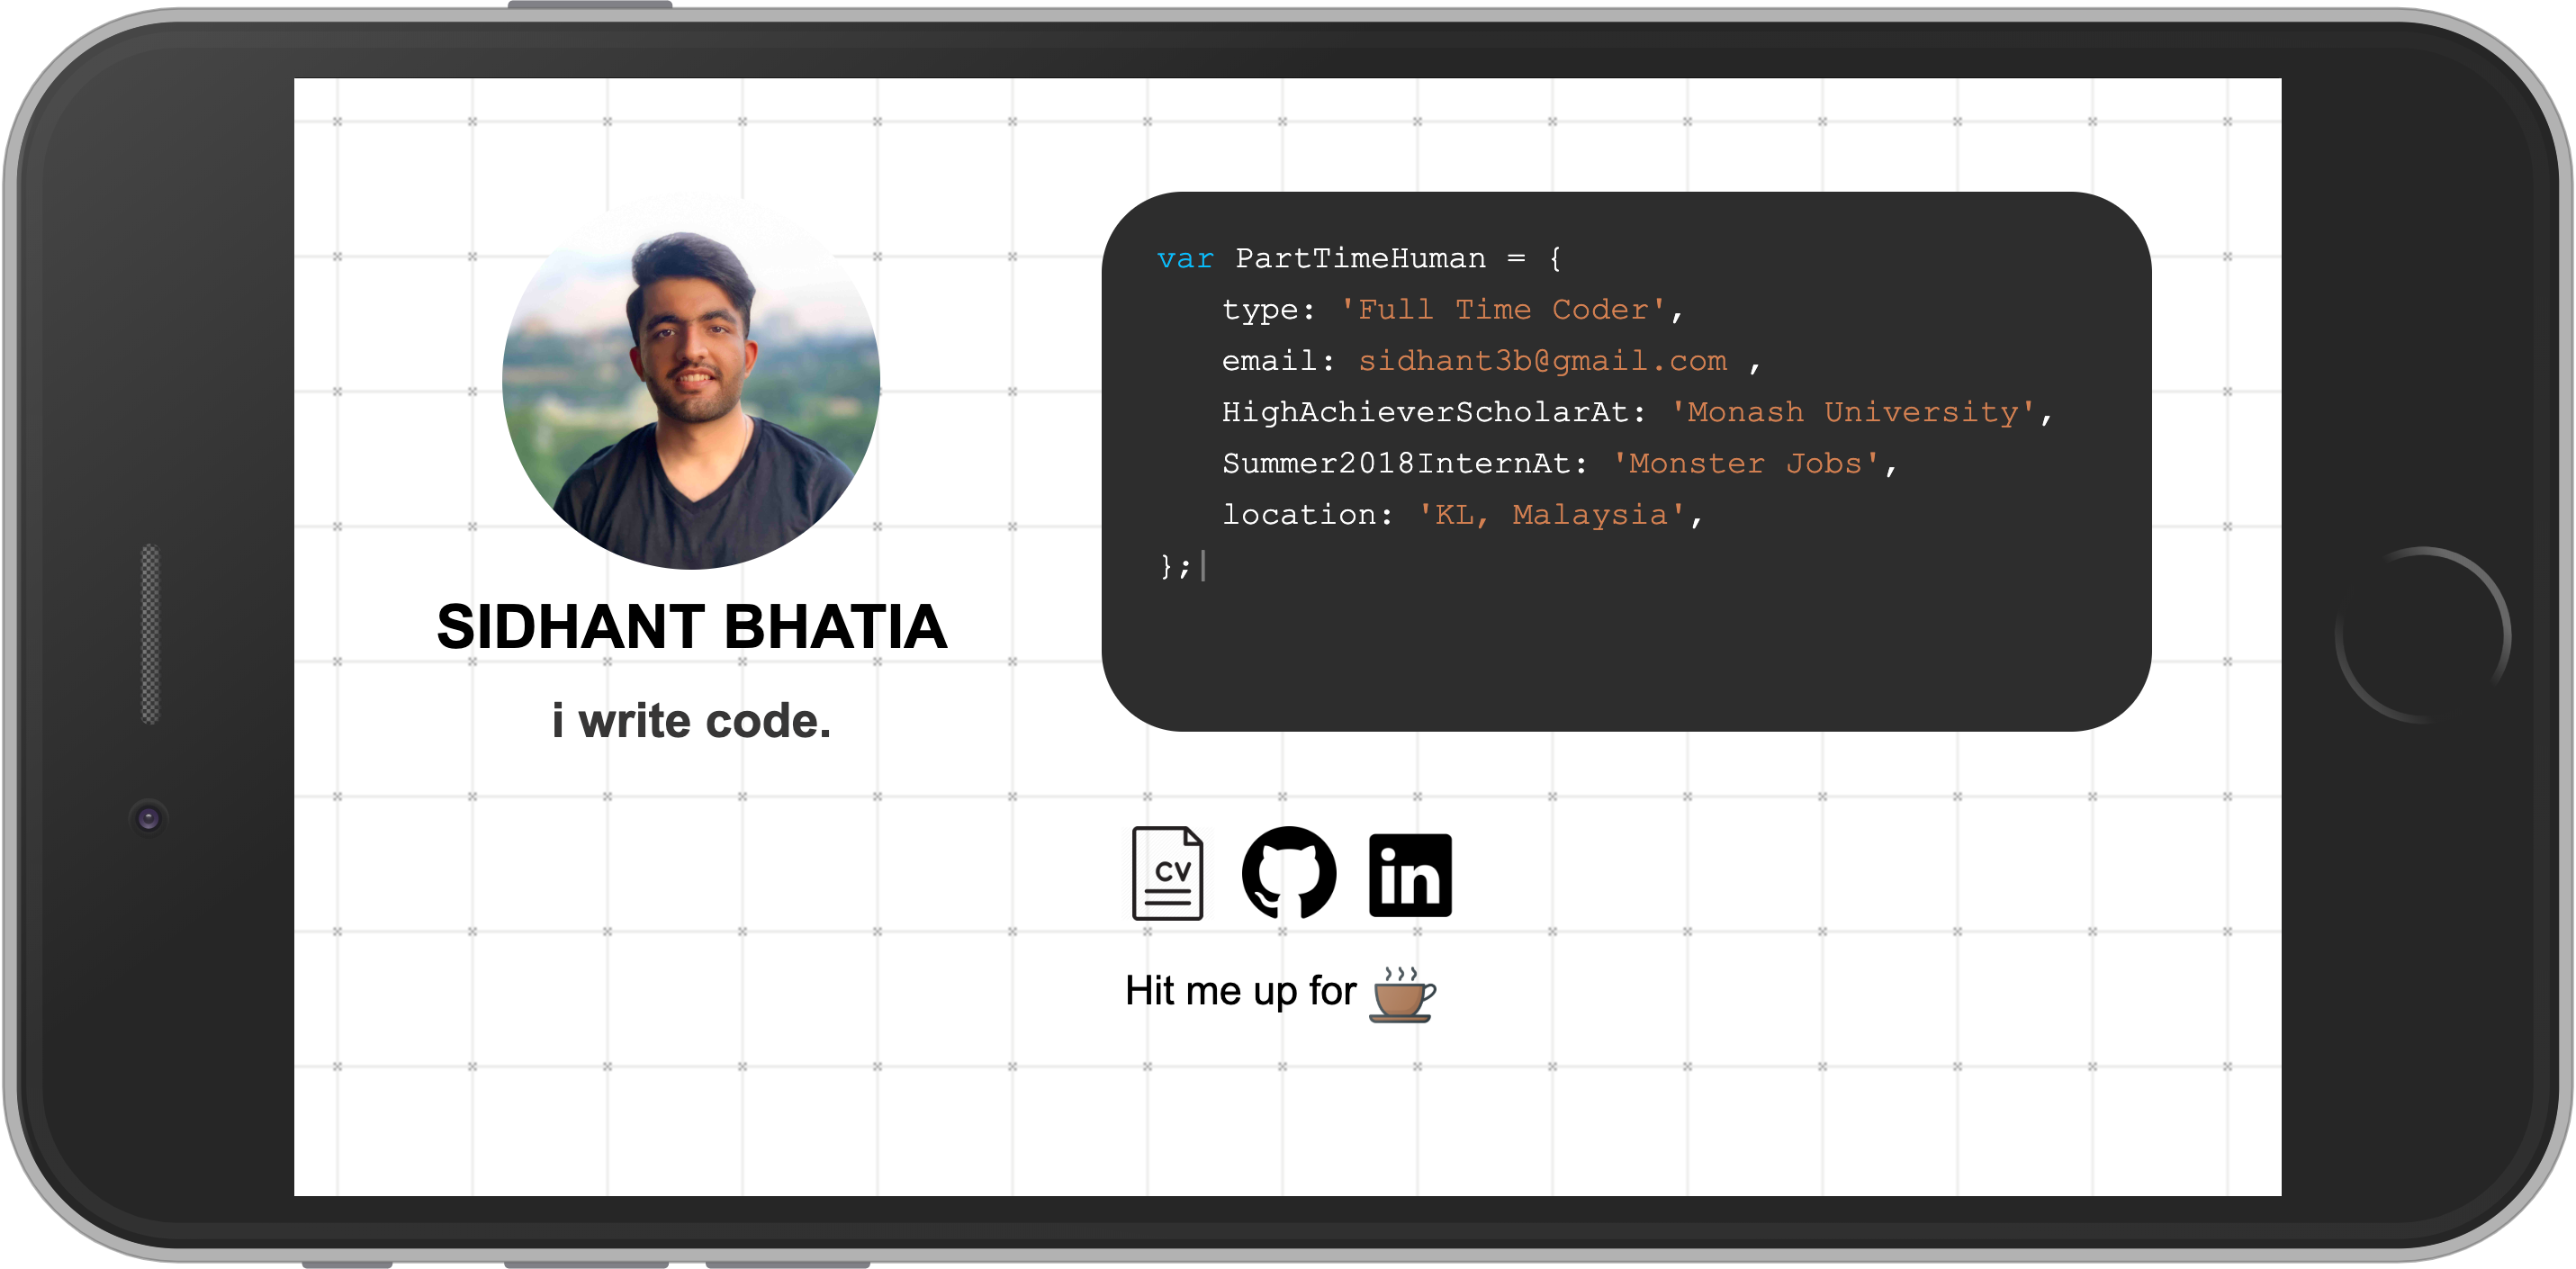 SIDHANT BHATIA
i write code.
var PartTimeHuman = {
type: 'Full Time Coder',
email: sidhant3b@gmail.com ,
HighAchieverScholarAt: 'Monash University',
Summer2018InternAt: 'Monster Jobs',
location: 'KL, Malaysia',
};
CV
in
Hit me up for